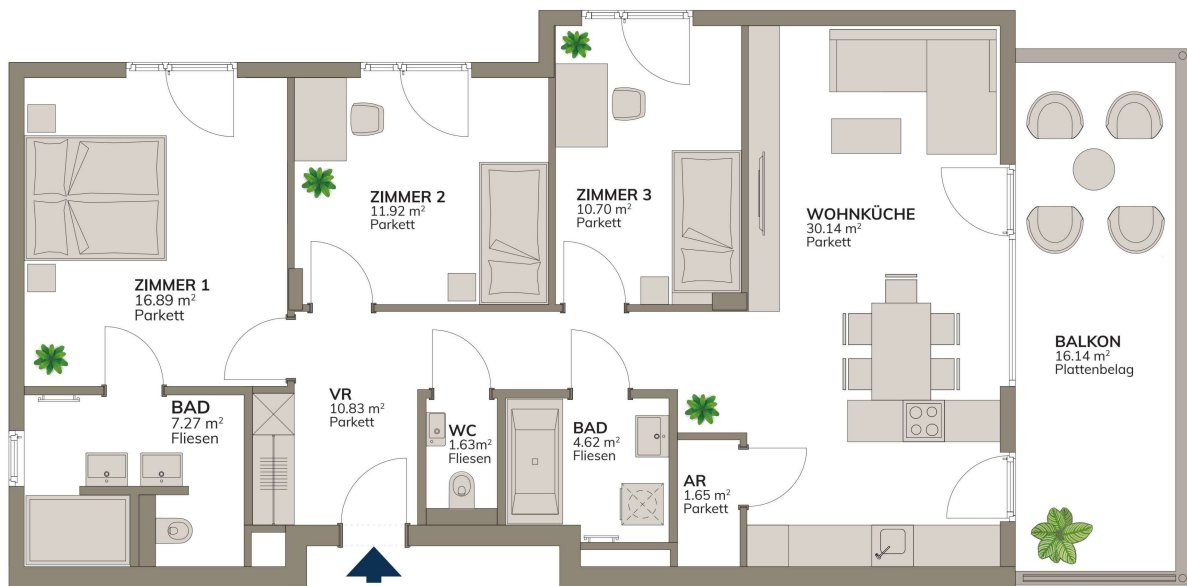 ZIMMER 1
16.89 m²
Parkett
ZIMMER 2
11.92 m²
Parkett
ZIMMER 3
10.70 m²
Parkett
WOHNKÜCHE
30.14 m²
Parkett
BALKON
16.14 m²
Plattenbelag
BAD
7.27 m²
Fliesen
VR
10.83 m²
Parkett
WC
1.63m²
Fliesen
BAD
4.62 m²
Fliesen
AR
1.65 m²
Parkett